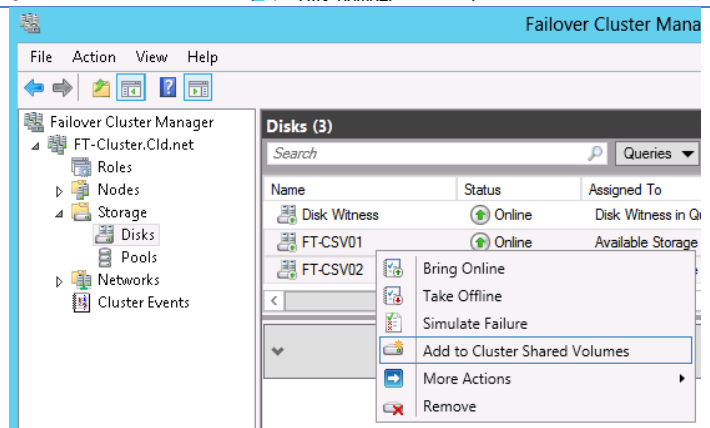 Failover Cluster Mana
File Action View Help
Failover Cluster Manager
FT-Cluster.Cld.net
Roles
Nodes
Storage
Disks
Pools
Networks
Cluster Events
Disks (3)
Search Queries
Name Status Assigned To
Disk Witness Online Disk Witness in Qu
FT-CSV01 Online Available Storage
FT-CSV02
Bring Online
Take Offline
Simulate Failure
Add to Cluster Shared Volumes
More Actions
Remove